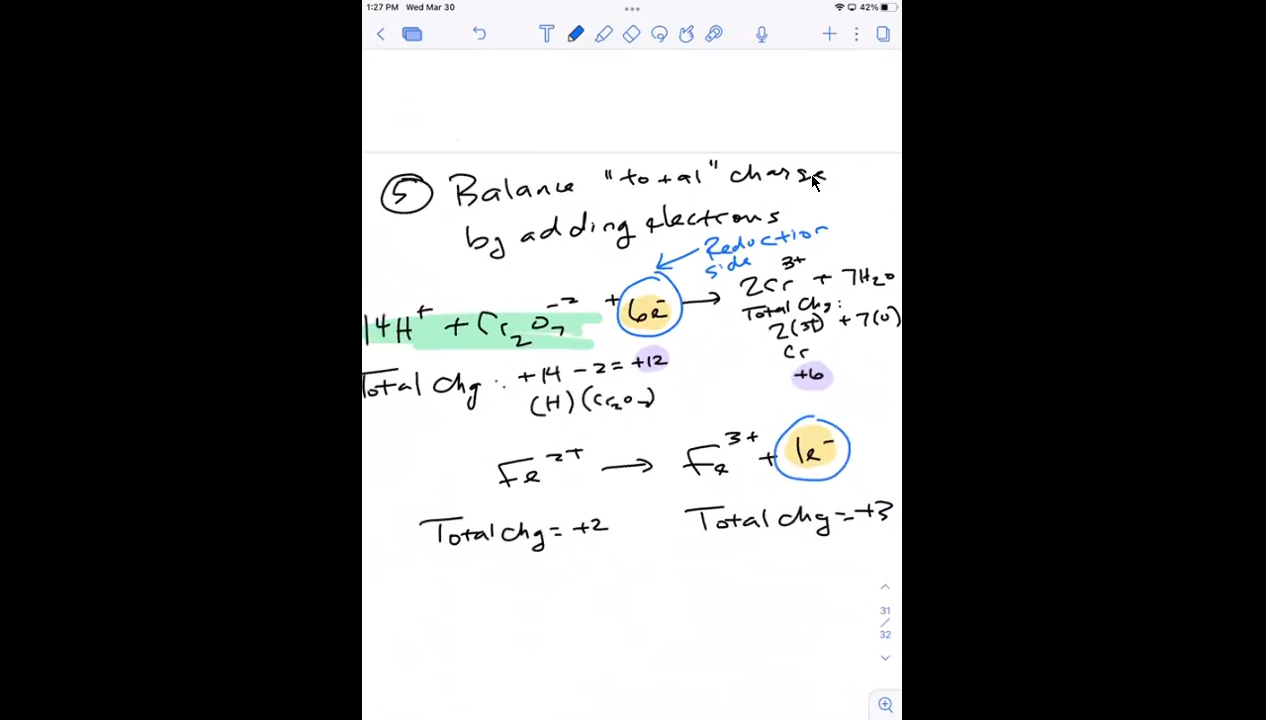 1:27 PM Wed Mar 30
42%
5 Balance "total" charge
by adding electrons
Reduction
side
14H⁺ + Cr₂O₇⁻² + 6e⁻ → 2Cr³⁺ + 7H₂O
Total Chg:
2(3+) + 7(0)
Cr
+6
Total Chg: +14 - 2 = +12
(H) (Cr₂O₇)
Fe²⁺ → Fe³⁺ + 1e⁻
Total chg = +2
Total chg = +3
31
/
32